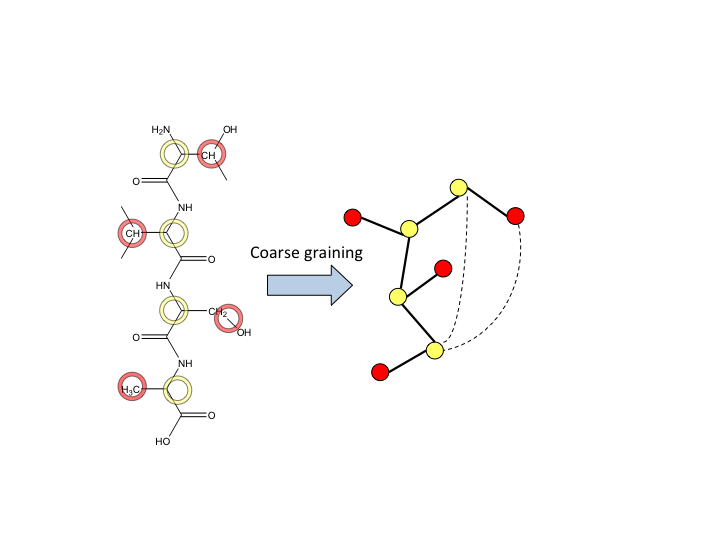 H₂N
OH
CH
O
NH
CH
O
Coarse graining
HN
CH₂
OH
O
NH
H₃C
O
HO